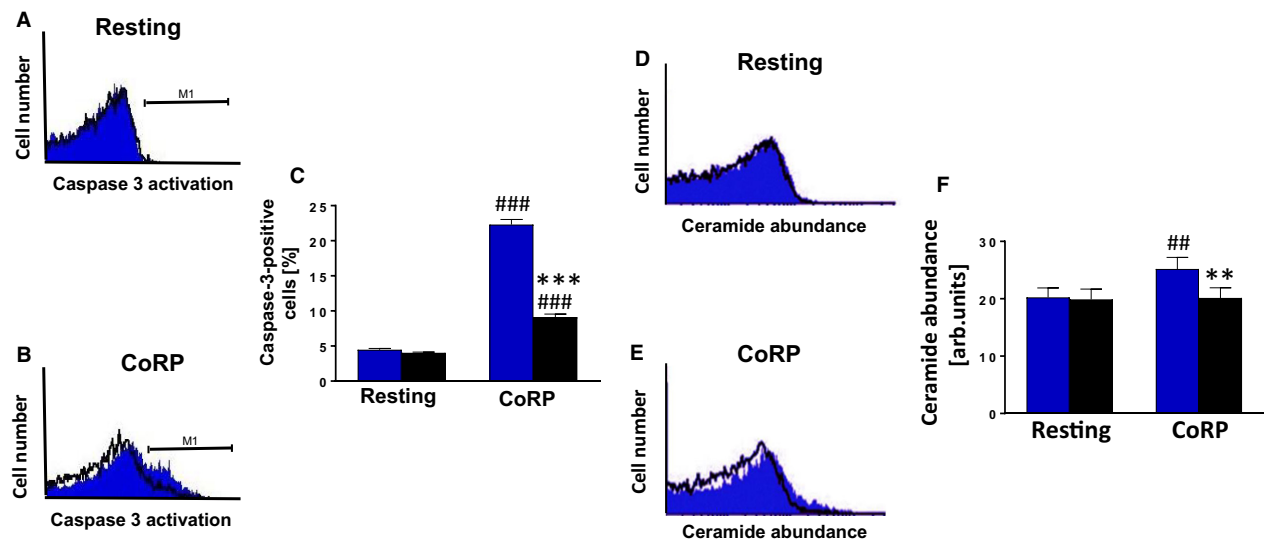 A
Resting
Cell number
M1
Caspase 3 activation
B
CoRP
Cell number
M1
Caspase 3 activation
C
Caspase-3-positive
cells [%]
25
20
15
10
5
0
###
***
###
Resting
CoRP
D
Resting
Cell number
Ceramide abundance
E
CoRP
Cell number
Ceramide abundance
F
Ceramide abundance
[arb.units]
30
20
10
0
##
**
Resting
CoRP